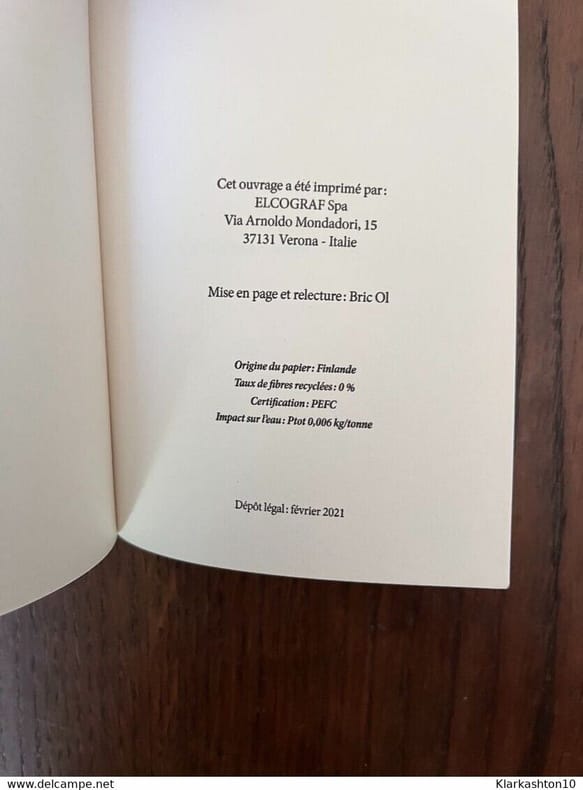 Cet ouvrage a été imprimé par :
ELCOGRAF Spa
Via Arnoldo Mondadori, 15
37131 Verona - Italie
Mise en page et relecture : Bric Ol
Origine du papier : Finlande
Taux de fibres recyclées : 0 %
Certification : PEFC
Impact sur l'eau : Ptot 0,006 kg/tonne
Dépôt légal : février 2021
www.delcampe.net
Klarkashton10